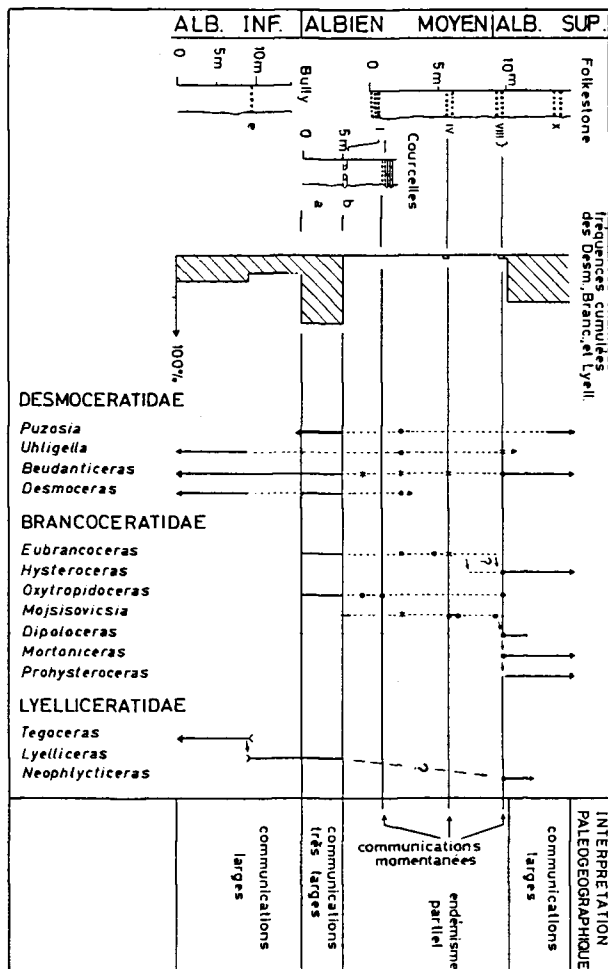 ALB. INF.
ALBIEN MOYEN
ALB. SUP.
0 5m 10m
Bully
e
0 5m 10m
Folkestone
I IV VIII X
0 5m
Courcelles
a b
cumulées
des Desm., Branc., et Lyell.
100%
DESMOCERATIDAE
Puzosia
Uhligella
Beudanticeras
Desmoceras
BRANCOCERATIDAE
Eubrancoceras
Hysteroceras
?
Oxytropidoceras
Mojsisovicsia
Dipoloceras
Mortoniceras
Prohysteroceras
LYELLICERATIDAE
Tegoceras
Lyelliceras
?
Neophlycticeras
INTERPRETATION
PALEOGEOGRAPHIQUE
communications
larges
communications
très larges
communications
momentanées
endémisme
partiel
communications
larges